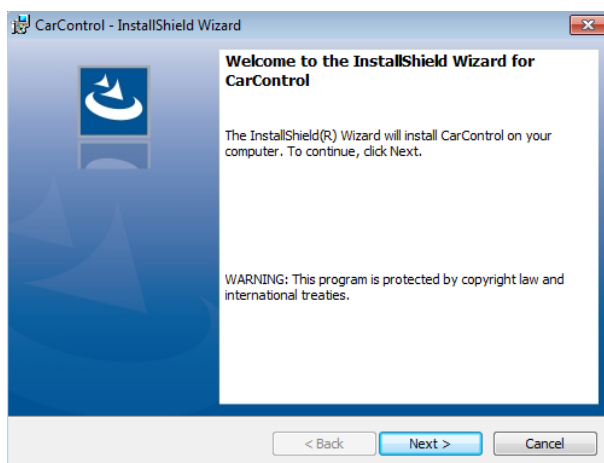 CarControl - InstallShield Wizard
Welcome to the InstallShield Wizard for
CarControl
The InstallShield(R) Wizard will install CarControl on your
computer. To continue, click Next.
WARNING: This program is protected by copyright law and
international treaties.
< Back
Next >
Cancel